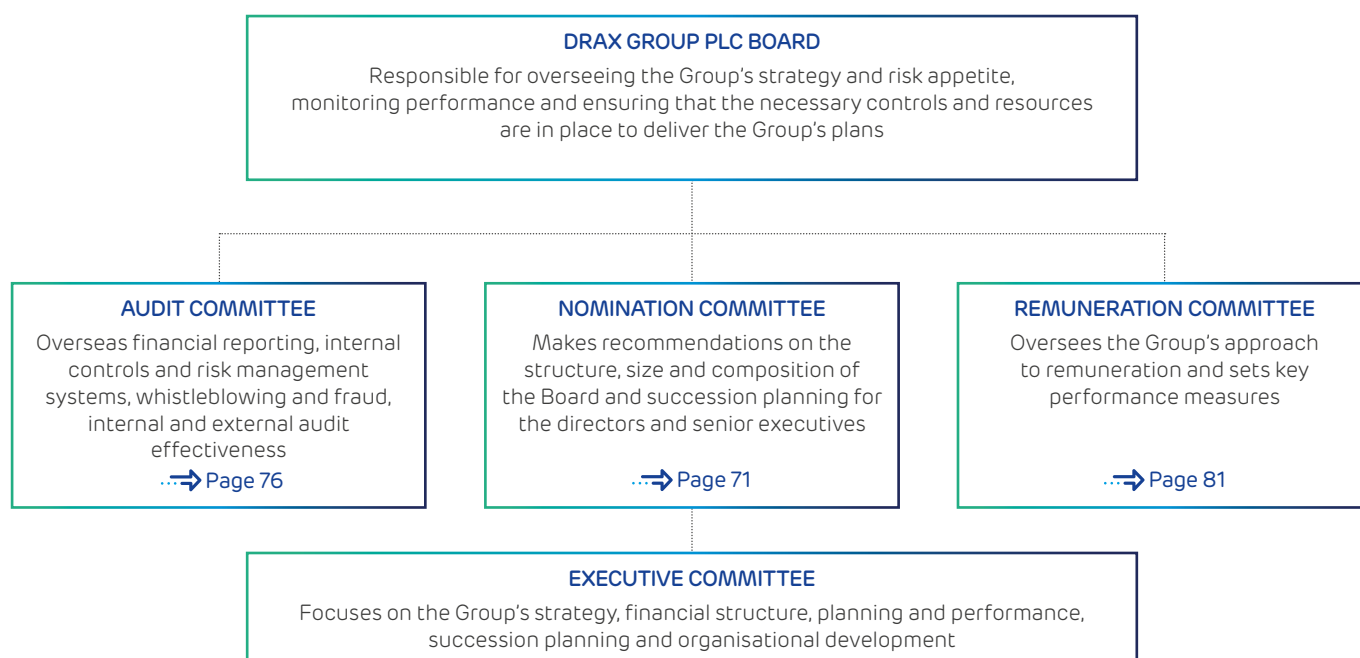 DRAX GROUP PLC BOARD
Responsible for overseeing the Group's strategy and risk appetite,
monitoring performance and ensuring that the necessary controls and resources
are in place to deliver the Group's plans
AUDIT COMMITTEE
Overseas financial reporting, internal
controls and risk management
systems, whistleblowing and fraud,
internal and external audit
effectiveness
Page 76
NOMINATION COMMITTEE
Makes recommendations on the
structure, size and composition of
the Board and succession planning for
the directors and senior executives
Page 71
REMUNERATION COMMITTEE
Oversees the Group's approach
to remuneration and sets key
performance measures
Page 81
EXECUTIVE COMMITTEE
Focuses on the Group's strategy, financial structure, planning and performance,
succession planning and organisational development